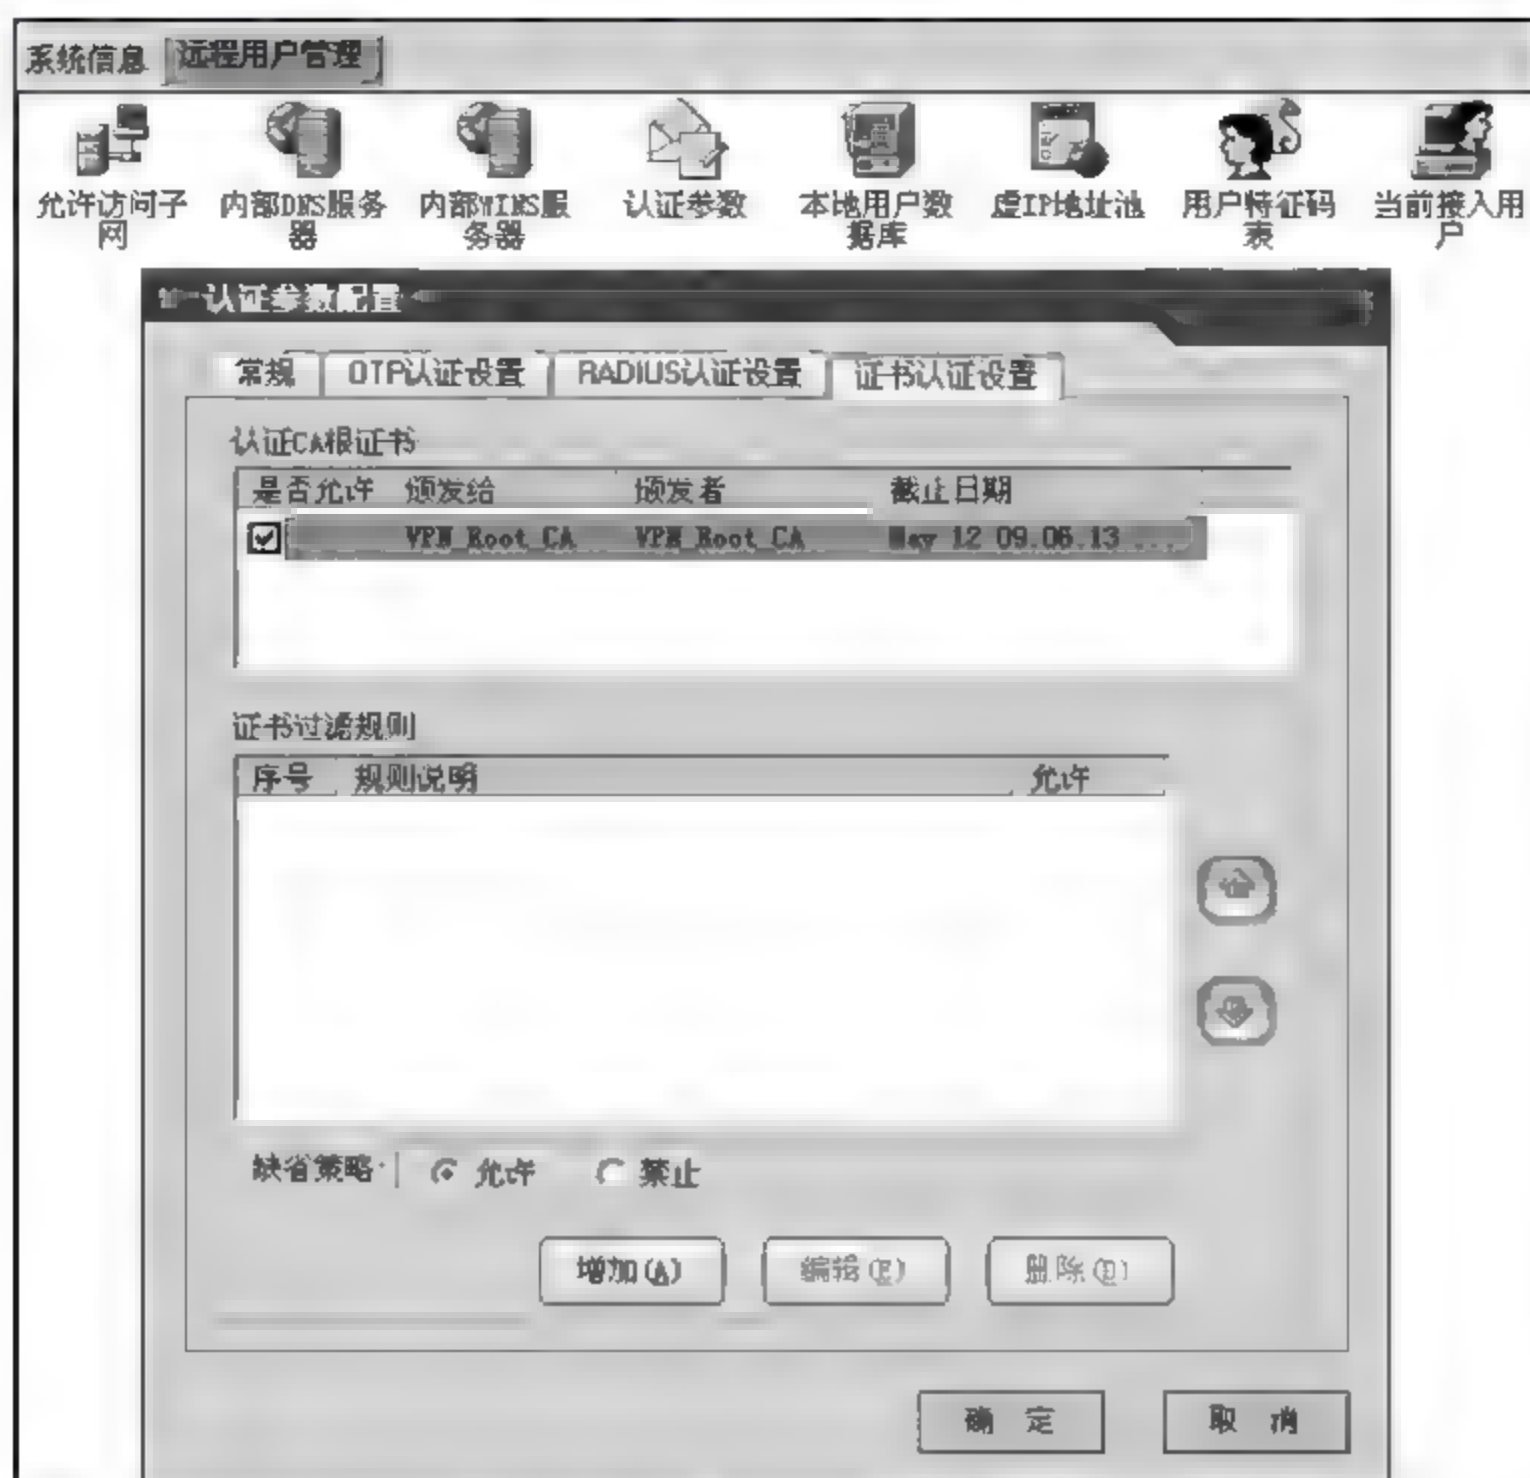 系统信息 远程用户管理
允许访问子网 内部DNS服务器 内部WINS服务器 认证参数 本地用户数据库 虚IP地址池 用户特征码表 当前接入用户
认证参数配置
常规 OTP认证设置 RADIUS认证设置 证书认证设置
认证CA根证书
是否允许 颁发给 颁发者 截止日期
VPN Root CA VPN Root CA May 12 09.06.13 ...
证书过滤规则
序号 规则说明 允许
缺省策略: 允许 禁止
增加(A) 编辑(E) 删除(D)
确 定 取 消